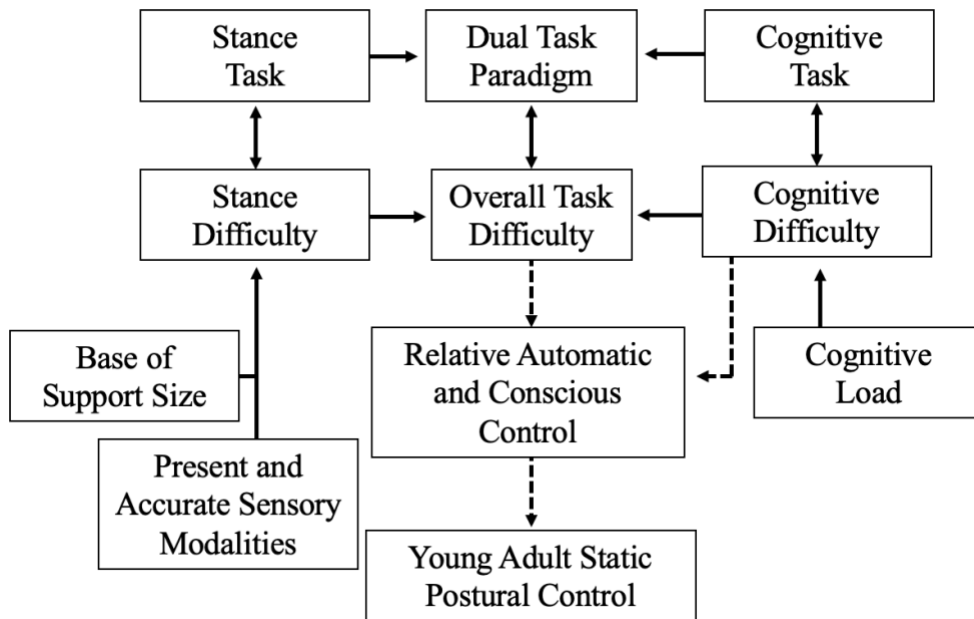 Stance
Task
Dual Task
Paradigm
Cognitive
Task
Stance
Difficulty
Overall Task
Difficulty
Cognitive
Difficulty
Base of
Support Size
Relative Automatic
and Conscious
Control
Cognitive
Load
Present and
Accurate Sensory
Modalities
Young Adult Static
Postural Control